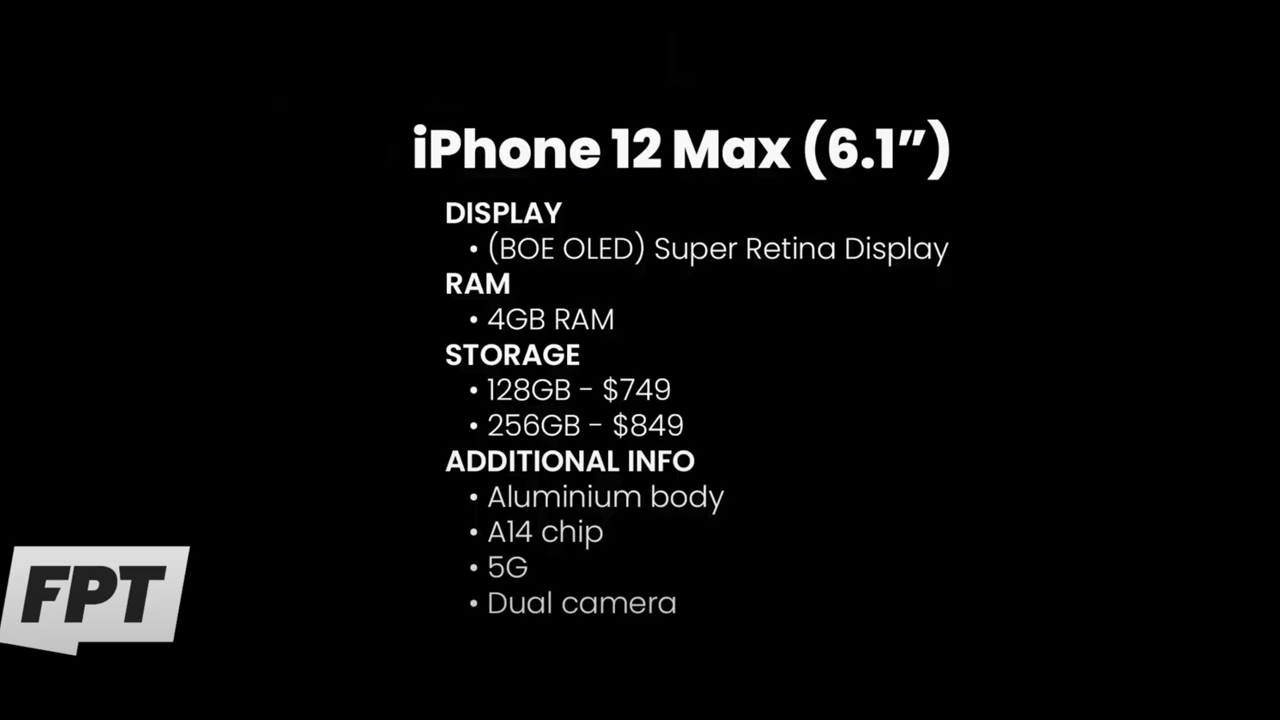 iPhone 12 Max (6.1”)
DISPLAY
• (BOE OLED) Super Retina Display
RAM
• 4GB RAM
STORAGE
• 128GB - $749
• 256GB - $849
ADDITIONAL INFO
• Aluminium body
• A14 chip
• 5G
• Dual camera
FPT